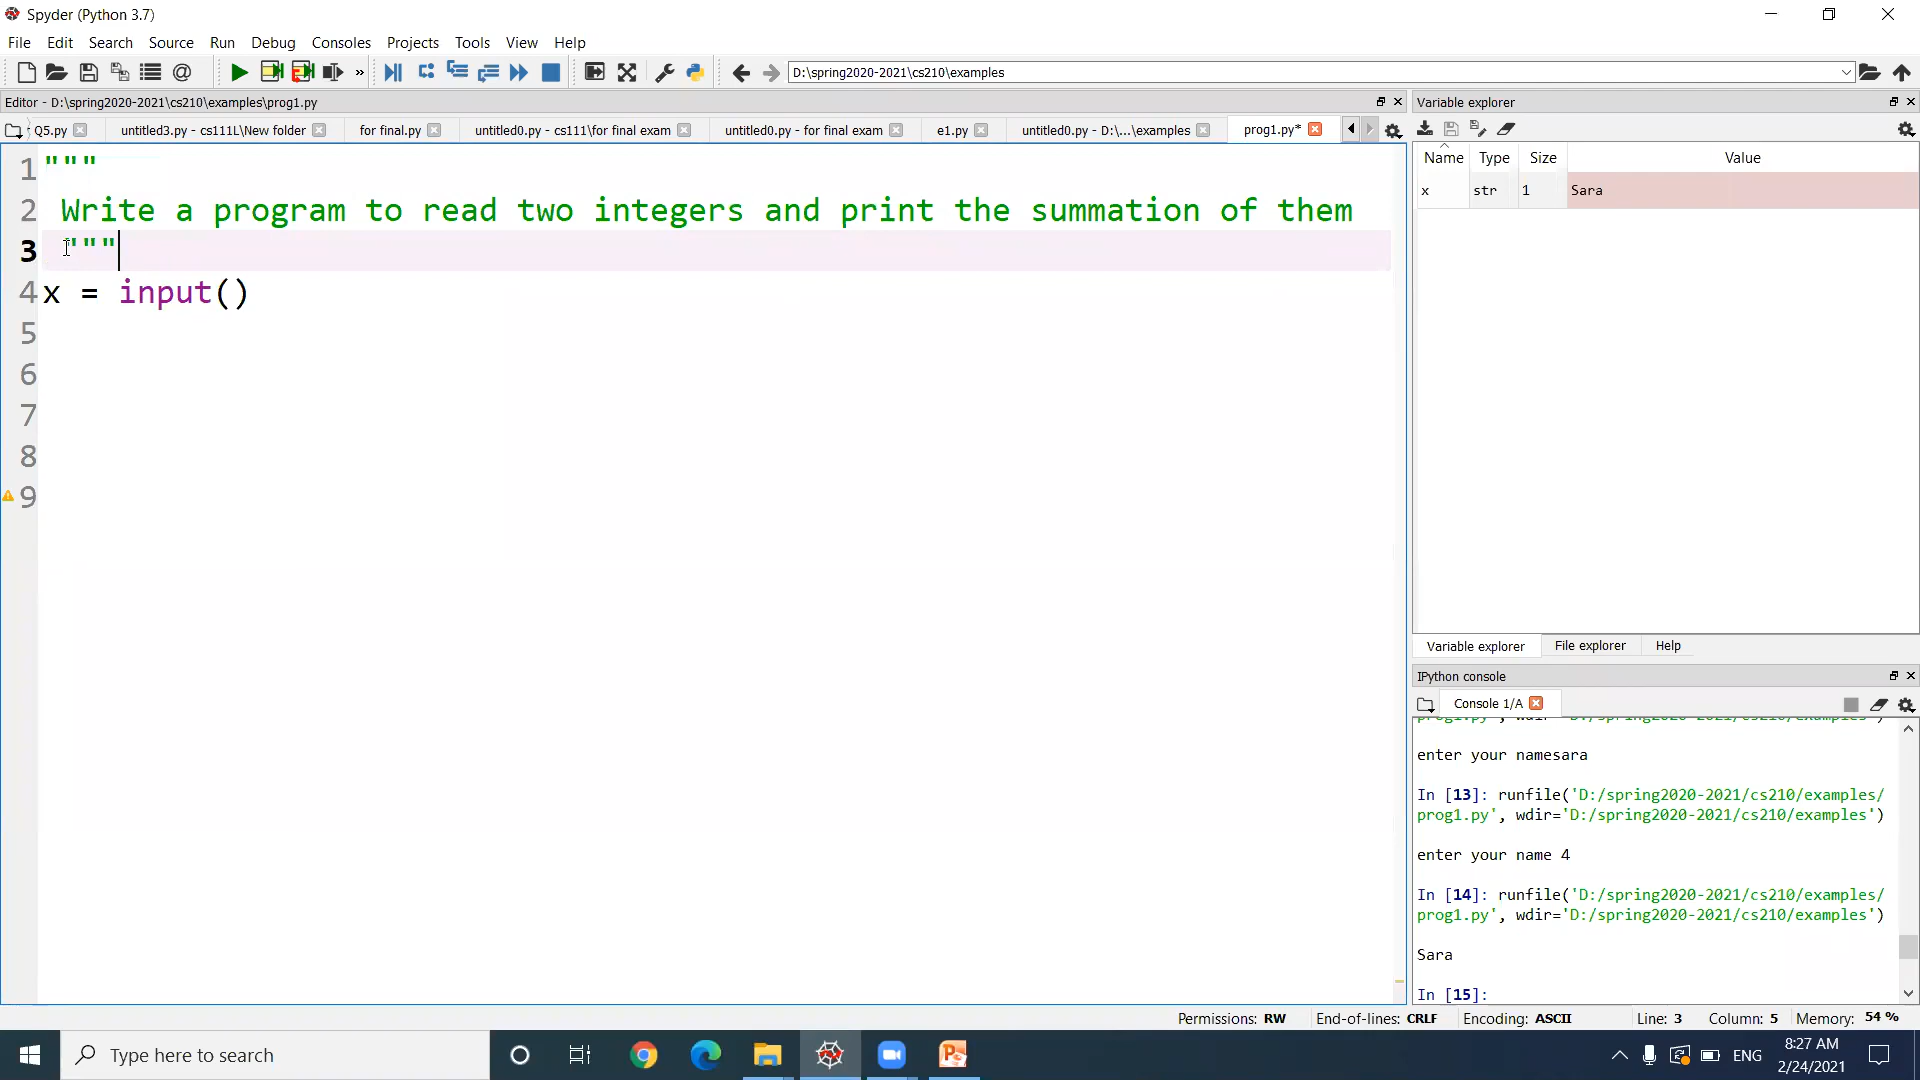 Spyder (Python 3.7)
File Edit Search Source Run Debug Consoles Projects Tools View Help
D:\spring2020-2021\cs210\examples
Editor - D:\spring2020-2021\cs210\examples\prog1.py
Q5.py
untitled3.py - cs111L\New folder
for final.py
untitled0.py - cs111\for final exam
untitled0.py - for final exam
e1.py
untitled0.py - D:\...\examples
prog1.py*
1 """
2 Write a program to read two integers and print the summation of them
3 """
4 x = input()
5
6
7
8
9
Variable explorer
Name Type Size Value
x str 1 Sara
Variable explorer File explorer Help
IPython console
Console 1/A
prog1.py', wdir='D:/spring2020-2021/cs210/examples')
enter your namesara
In [13]: runfile('D:/spring2020-2021/cs210/examples/
prog1.py', wdir='D:/spring2020-2021/cs210/examples')
enter your name 4
In [14]: runfile('D:/spring2020-2021/cs210/examples/
prog1.py', wdir='D:/spring2020-2021/cs210/examples')
Sara
In [15]:
Permissions: RW End-of-lines: CRLF Encoding: ASCII Line: 3 Column: 5 Memory: 54 %
Type here to search
ENG
8:27 AM
2/24/2021